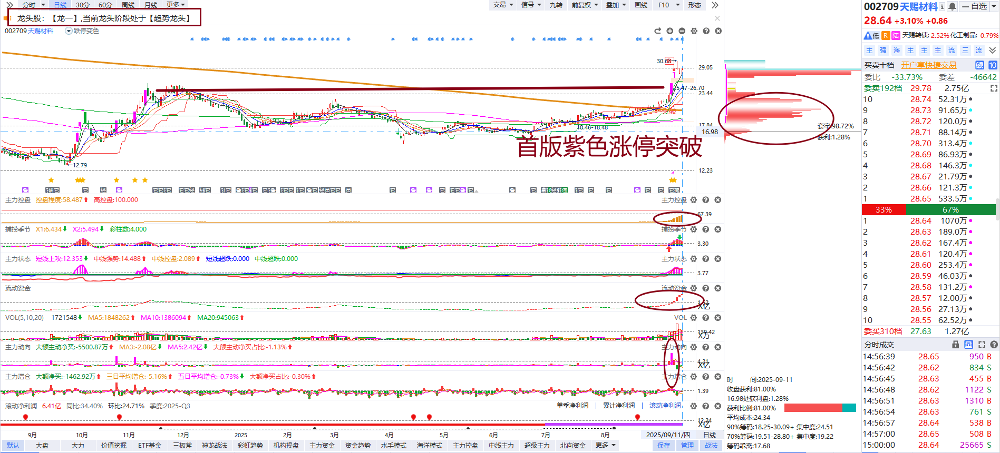 分时 日线 30分 60分 周线 月线 更多
交易 信号 九转 前复权 叠加 画线 F10 形态
龙头股：【龙一】,当前龙头阶段处于【趋势龙头】
002709 天赐材料 跌停变色
30.68
29.05
25.47-26.70
23.44
突破
17.84
18.46-18.48
16.98
首版紫色涨停突破
12.79
12.23
主力控盘 控盘程度:58.487 高控盘:100.000 主力控盘
67.39
捕捞季节 X1:6.434 X2:5.494 彩柱数:4.000 捕捞季节
3.30
主力状态 短线上攻:12.353 中线强势:14.488 中线控盘:2.089 短线超跌:0.000 中线超跌:0.000 主力状态
3.77
流动资金 流动资金
X亿
VOL(5,10,20) 1721548 MA5:1848262 MA10:1386094 MA20:945063 VOL
139.42
X万
主力动向 大额主动净买:-5500.87万 MA3:-2.08亿 MA5:2.42亿 大额主动净买占比:-1.13% 主力动向
4.21
X亿
主力增仓 大额净买:-1462.92万 三日平均增仓:-5.16% 五日平均增仓:-0.73% 大额净买占比:-0.30% 主力增仓
1.39
滚动净利润 6.41亿 同比:34.40% 环比:24.71% 季度:2025-Q3 单季净利润 累计净利润 滚动净利润
12.24
X亿
9月 10月 11月 12月 2025 2月 3月 4月 5月 6月 7月 8月 2025/09/11/四 日线
默认 大盘 大力 价值挖掘 ETF基金 三板斧 神龙战法 彩虹趋势 机构操盘 主力资金 资金趋势 水手模式 海洋模式 主力控盘 中线主力 超级主力 北向资金 更多 保存 管理 战法
套牢:98.72%
获利:1.28%
时 间:2025-09-11
收盘获利:81.00%
16.98处获利盘:1.28%
获利比例:81.00%
平均成本:24.34
90%筹码:18.25-30.09+ 集中度:24.51
70%筹码:19.51-28.80+ 集中度:19.22
筹码乖离:17.68
002709 天赐材料 自选
28.64 +3.10% +0.86
低 R 陆 天赐转债: 2.52% 化工制品: 0.79%
主 强 海 主 主 主 流 三 流
买卖十档 开户享快捷交易 额 10
委比 -33.73% 委差 -46642
委卖192档 29.78 2.75亿
10 28.74 52.31万
9 28.73 91.65万
8 28.72 120.0万
7 28.71 88.14万
6 28.70 313.4万
5 28.69 86.93万
4 28.68 146.3万
3 28.67 21.79万
2 28.66 121.3万
1 28.65 533.5万
33% 67%
1 28.64 1070万
2 28.63 189.0万
3 28.62 167.4万
4 28.61 120.4万
5 28.60 253.4万
6 28.59 46.03万
7 28.58 131.2万
8 28.57 12.00万
9 28.56 27.13万
10 28.55 62.52万
委买310档 27.63 1.27亿
分时成交
14:56:39 28.65 950 B
14:56:42 28.62 834 S
14:56:45 28.63 455 B
14:56:48 28.62 1122 S
14:56:51 28.63 1310 B
14:56:54 28.63 761 S
14:56:57 28.64 538 B
14:57:00 28.65 508 B
15:00:00 28.64 25665 S